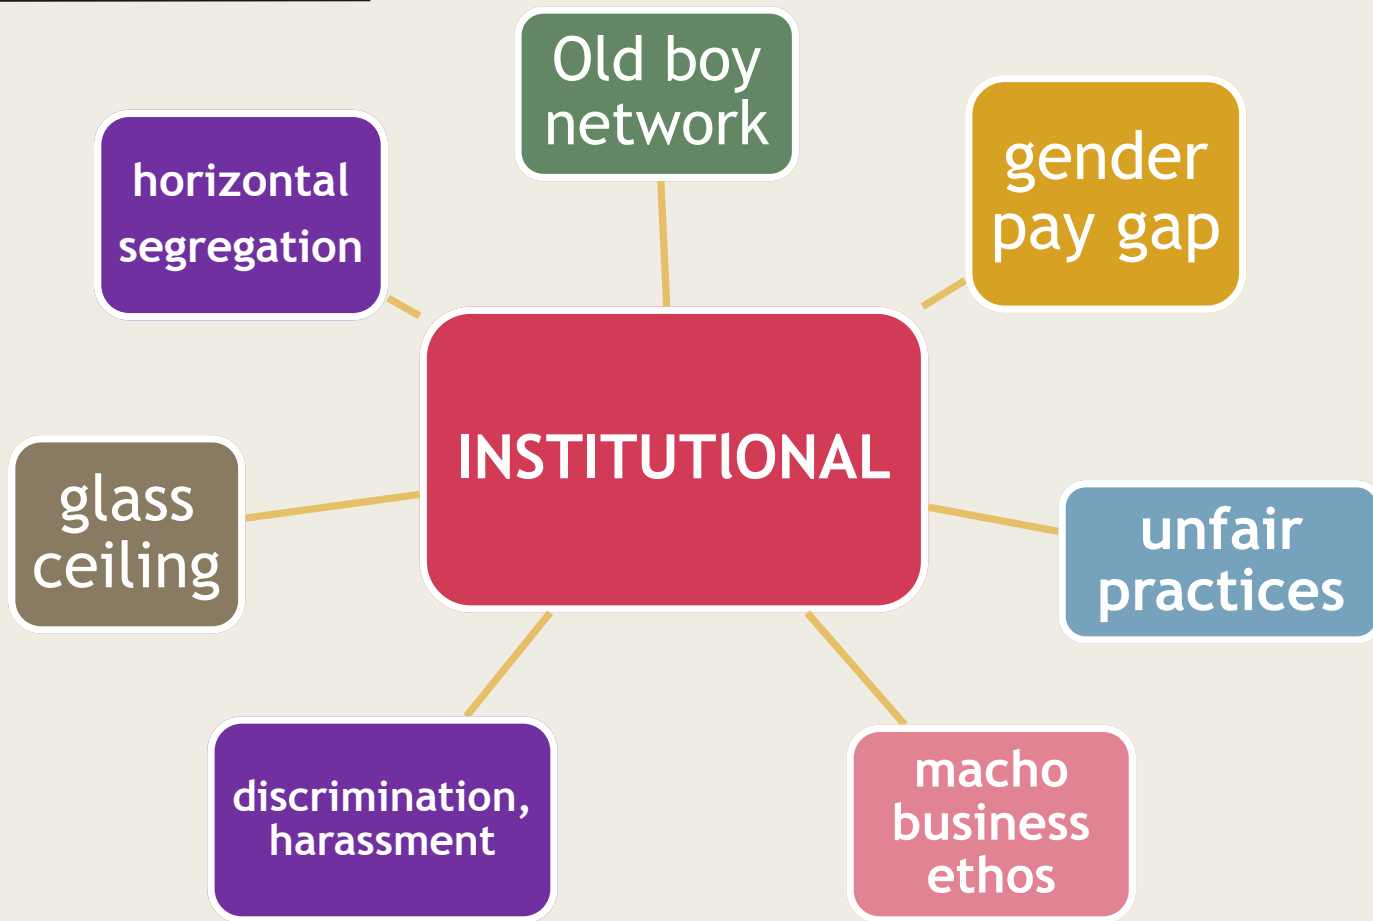 Old boy
network
gender
pay gap
horizontal
segregation
INSTITUTIONAL
glass
ceiling
unfair
practices
discrimination,
harassment
macho
business
ethos